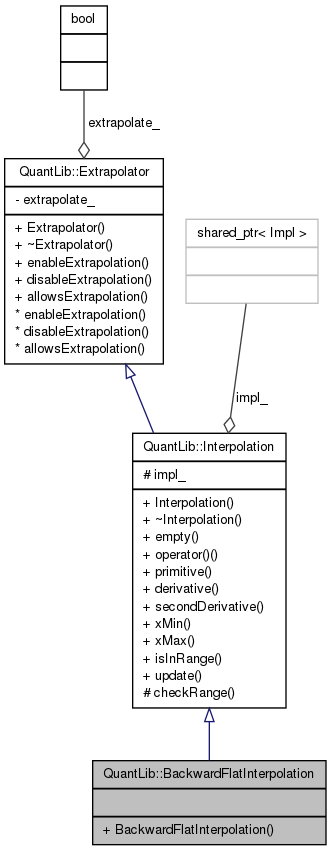 bool
extrapolate_
QuantLib::Extrapolator
- extrapolate_
+ Extrapolator()
+ ~Extrapolator()
+ enableExtrapolation()
+ disableExtrapolation()
+ allowsExtrapolation()
* enableExtrapolation()
* disableExtrapolation()
* allowsExtrapolation()
shared_ptr< Impl >
impl_
QuantLib::Interpolation
# impl_
+ Interpolation()
+ ~Interpolation()
+ empty()
+ operator()()
+ primitive()
+ derivative()
+ secondDerivative()
+ xMin()
+ xMax()
+ isInRange()
+ update()
# checkRange()
QuantLib::BackwardFlatInterpolation
+ BackwardFlatInterpolation()